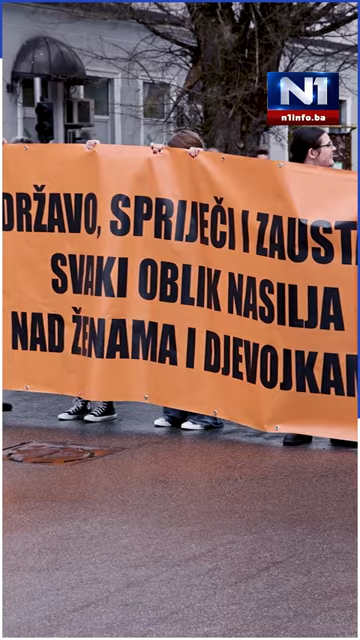 N1
n1info.ba
DRŽAVO, SPRIJEČI I ZAUST
SVAKI OBLIK NASILJA
NAD ŽENAMA I DJEVOJKAM